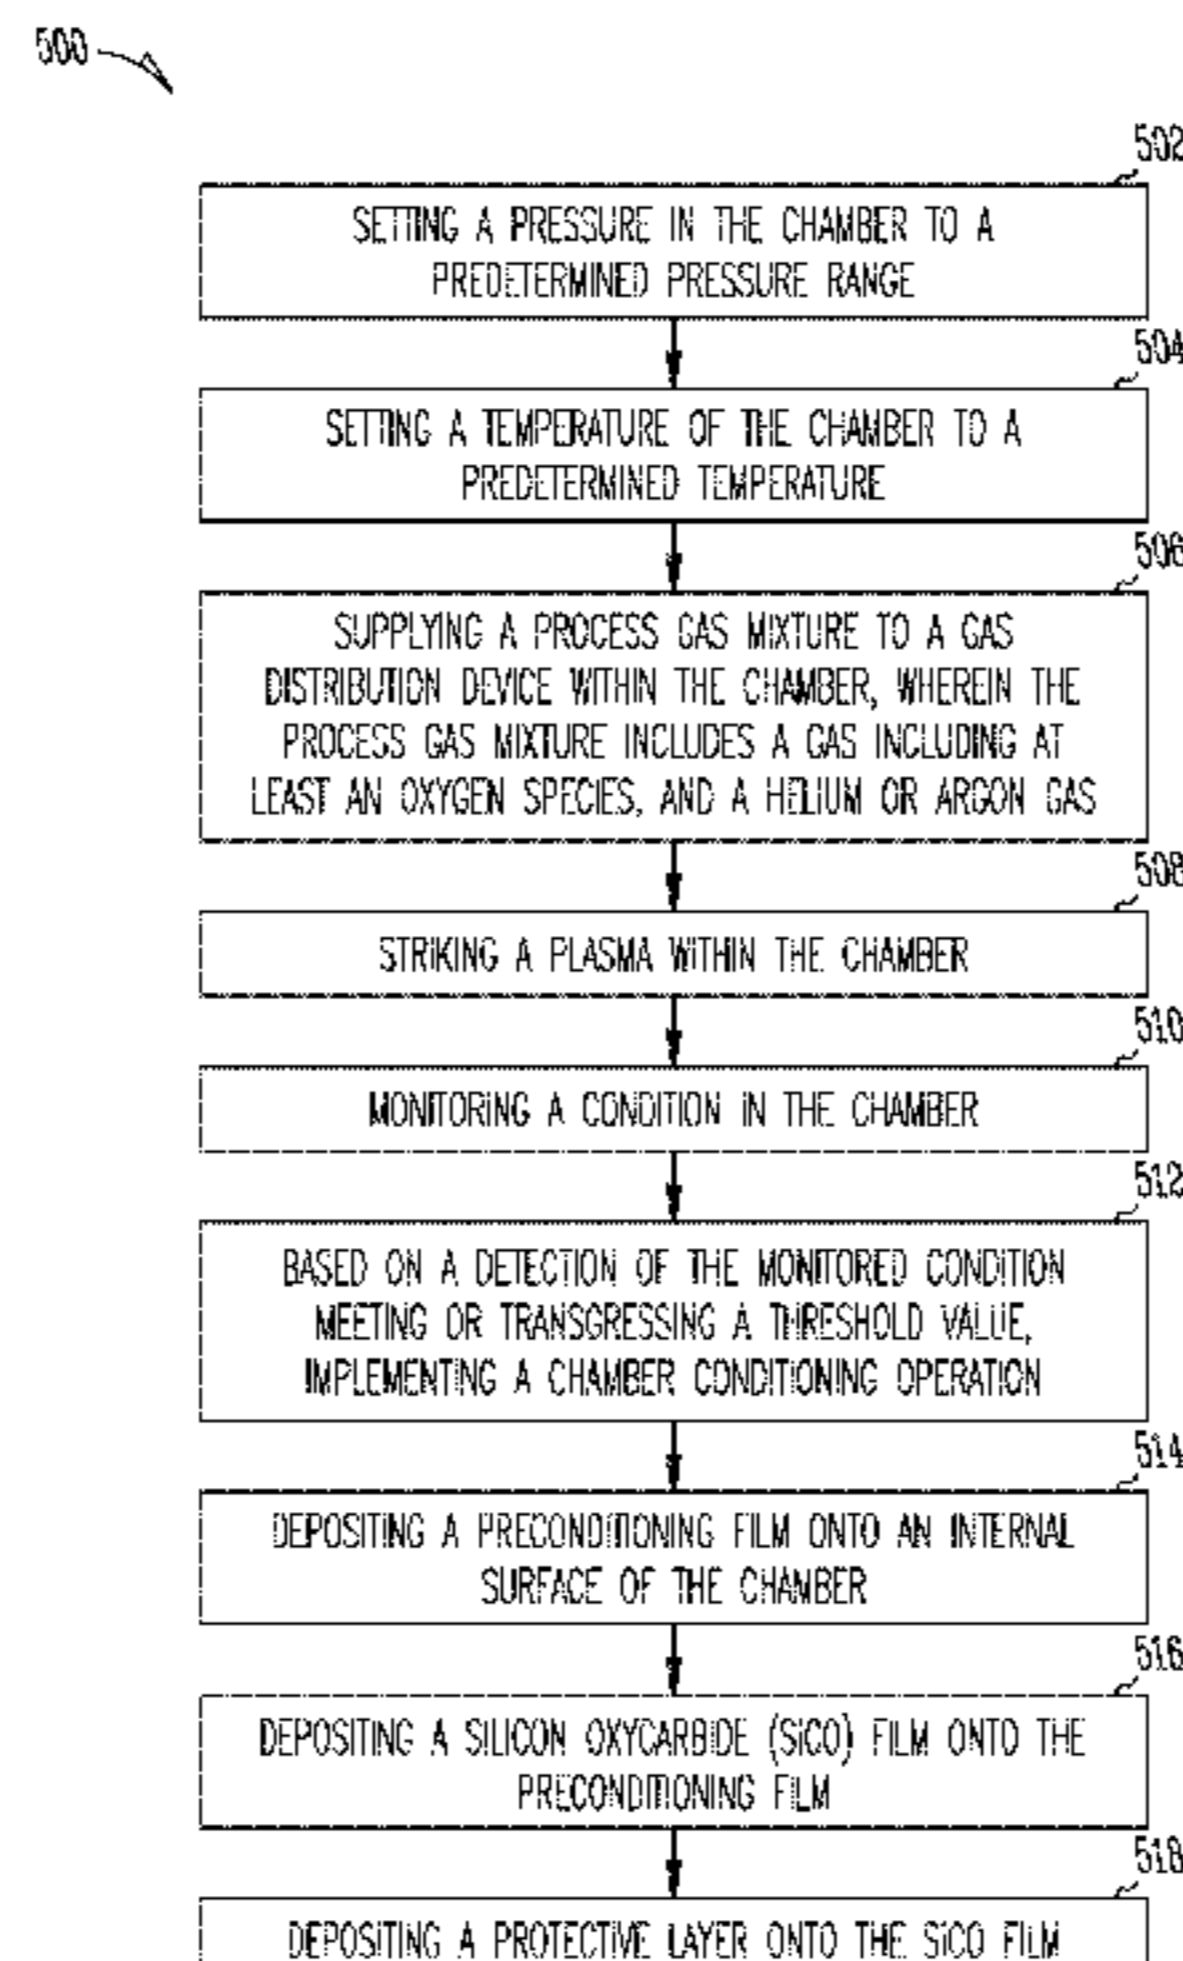 500
502
SETTING A PRESSURE IN THE CHAMBER TO A
PREDETERMINED PRESSURE RANGE
504
SETTING A TEMPERATURE OF THE CHAMBER TO A
PREDETERMINED TEMPERATURE
506
SUPPLYING A PROCESS GAS MIXTURE TO A GAS
DISTRIBUTION DEVICE WITHIN THE CHAMBER, WHEREIN THE
PROCESS GAS MIXTURE INCLUDES A GAS INCLUDING AT
LEAST AN OXYGEN SPECIES, AND A HELIUM OR ARGON GAS
508
STRIKING A PLASMA WITHIN THE CHAMBER
510
MONITORING A CONDITION IN THE CHAMBER
512
BASED ON A DETECTION OF THE MONITORED CONDITION
MEETING OR TRANSGRESSING A THRESHOLD VALUE,
IMPLEMENTING A CHAMBER CONDITIONING OPERATION
514
DEPOSITING A PRECONDITIONING FILM ONTO AN INTERNAL
SURFACE OF THE CHAMBER
516
DEPOSITING A SILICON OXYCARBIDE (SiCO) FILM ONTO THE
PRECONDITIONING FILM
518
DEPOSITING A PROTECTIVE LAYER ONTO THE SiCO FILM